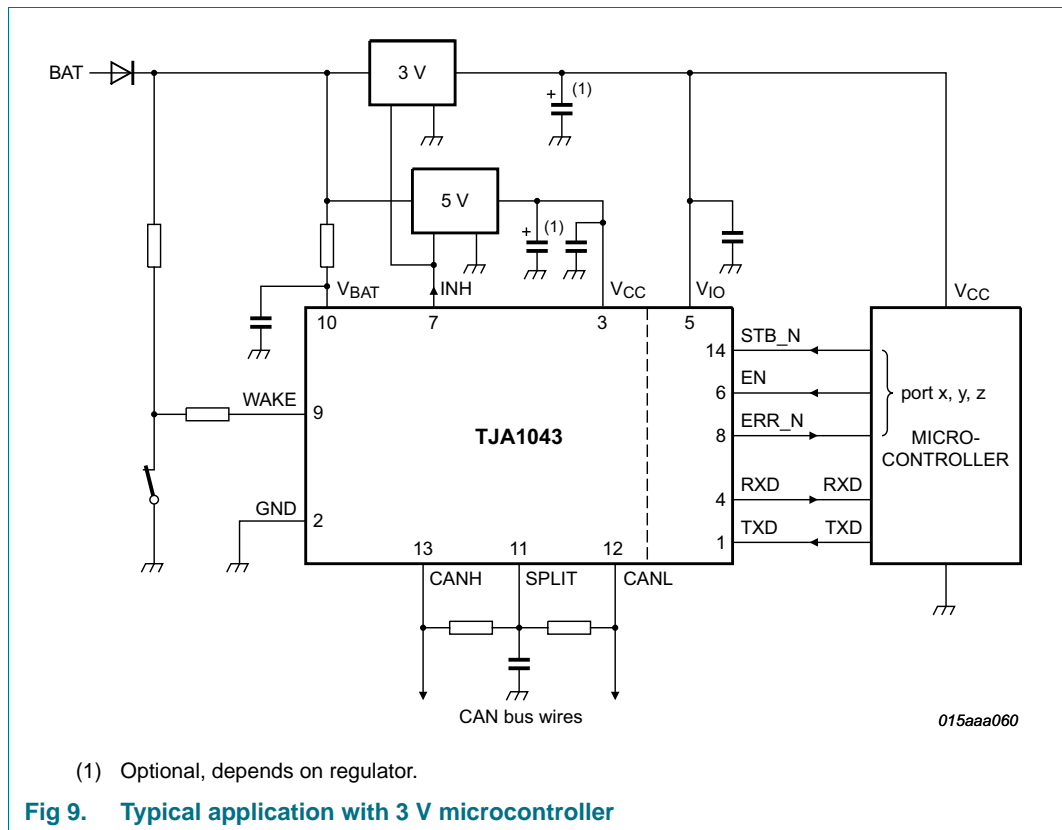 BAT
3 V
+
(1)
5 V
+
(1)
VBAT
INH
VCC
VIO
VCC
10
7
3
5
14
STB_N
6
EN
port x, y, z
WAKE
9
TJA1043
8
ERR_N
MICRO-
CONTROLLER
4
RXD
RXD
GND
2
1
TXD
TXD
13
11
12
CANH
SPLIT
CANL
CAN bus wires
015aaa060
(1) Optional, depends on regulator.
Fig 9. Typical application with 3 V microcontroller